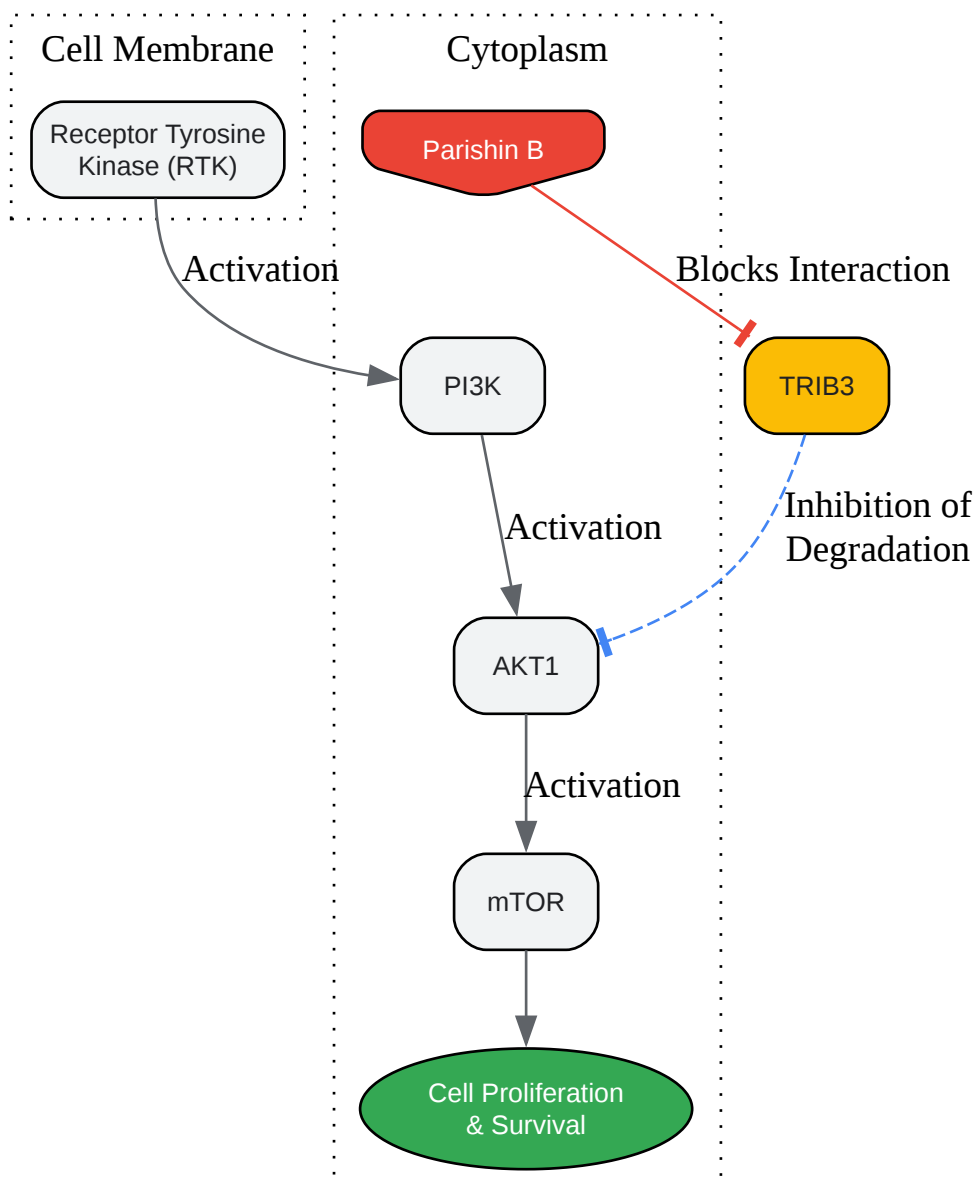 Cell Membrane
Cytoplasm
Receptor Tyrosine
Kinase (RTK)
Parishin B
Activation
Blocks Interaction
PI3K
TRIB3
Activation
Inhibition of
Degradation
AKT1
Activation
mTOR
Cell Proliferation
& Survival